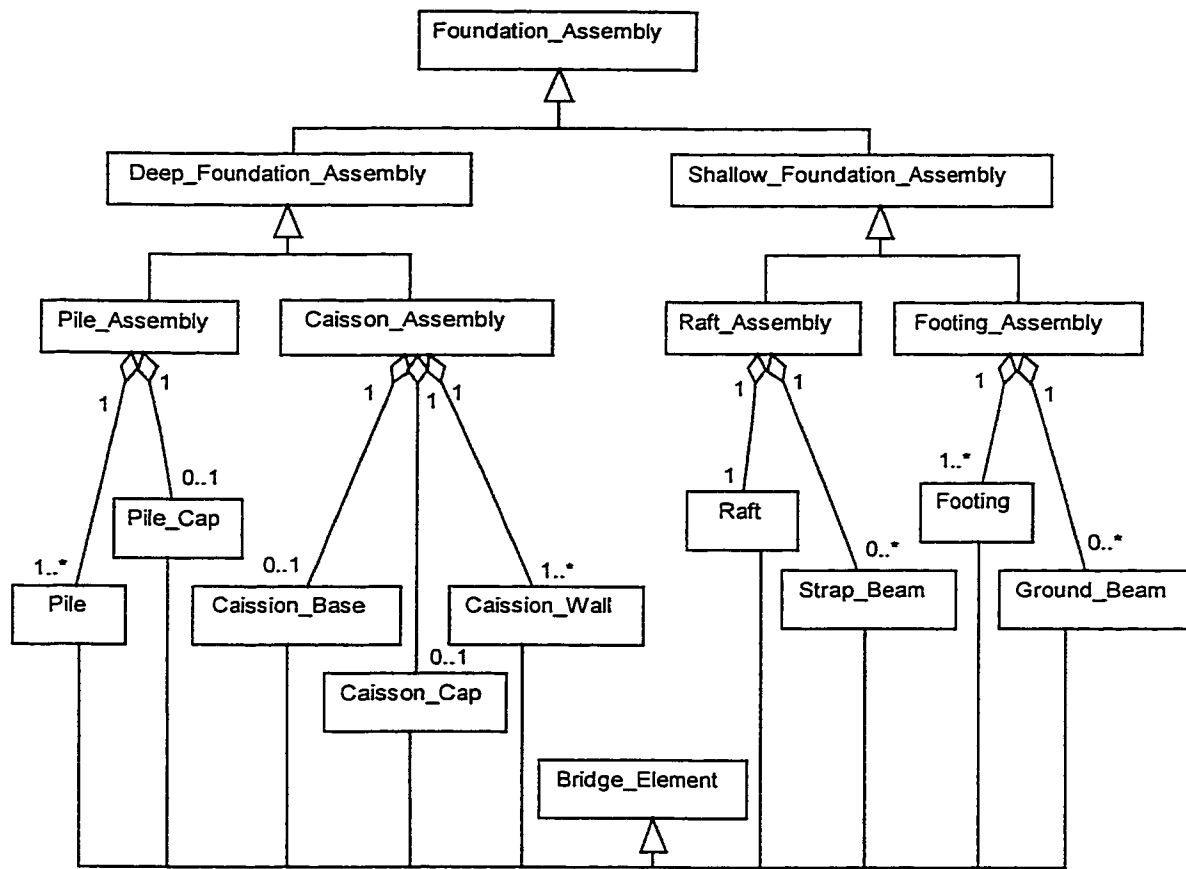 Foundation_Assembly
Deep_Foundation_Assembly
Shallow_Foundation_Assembly
Pile_Assembly
Caisson_Assembly
Raft_Assembly
Footing_Assembly
1
1
1
1
1
1
1
1
1
0..1
1
1..*
Pile_Cap
Raft
Footing
1..*
0..1
1..*
0..*
0..*
Pile
Caission_Base
Caission_Wall
Strap_Beam
Ground_Beam
0..1
Caisson_Cap
Bridge_Element